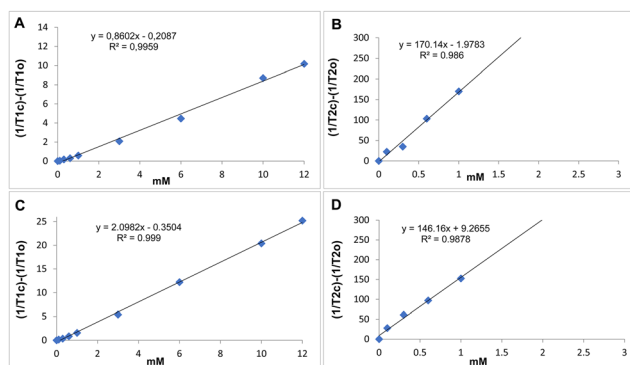 A
(1/T1c)-(1/T1o)
14
12
10
8
6
4
2
0
y = 0,8602x - 0,2087
R² = 0,9959
0 2 4 6 8 10 12
mM
B
(1/T2c)-(1/T2o)
300
250
200
150
100
50
0
y = 170.14x - 1.9783
R² = 0.986
0 0.5 1 1.5 2 2.5 3
mM
C
(1/T1c)-(1/T1o)
25
20
15
10
5
0
y = 2.0982x - 0.3504
R² = 0.999
0 2 4 6 8 10 12
mM
D
(1/T2c)-(1/T2o)
300
250
200
150
100
50
0
y = 146.16x + 9.2655
R² = 0.9878
0 0.5 1 1.5 2 2.5 3
mM